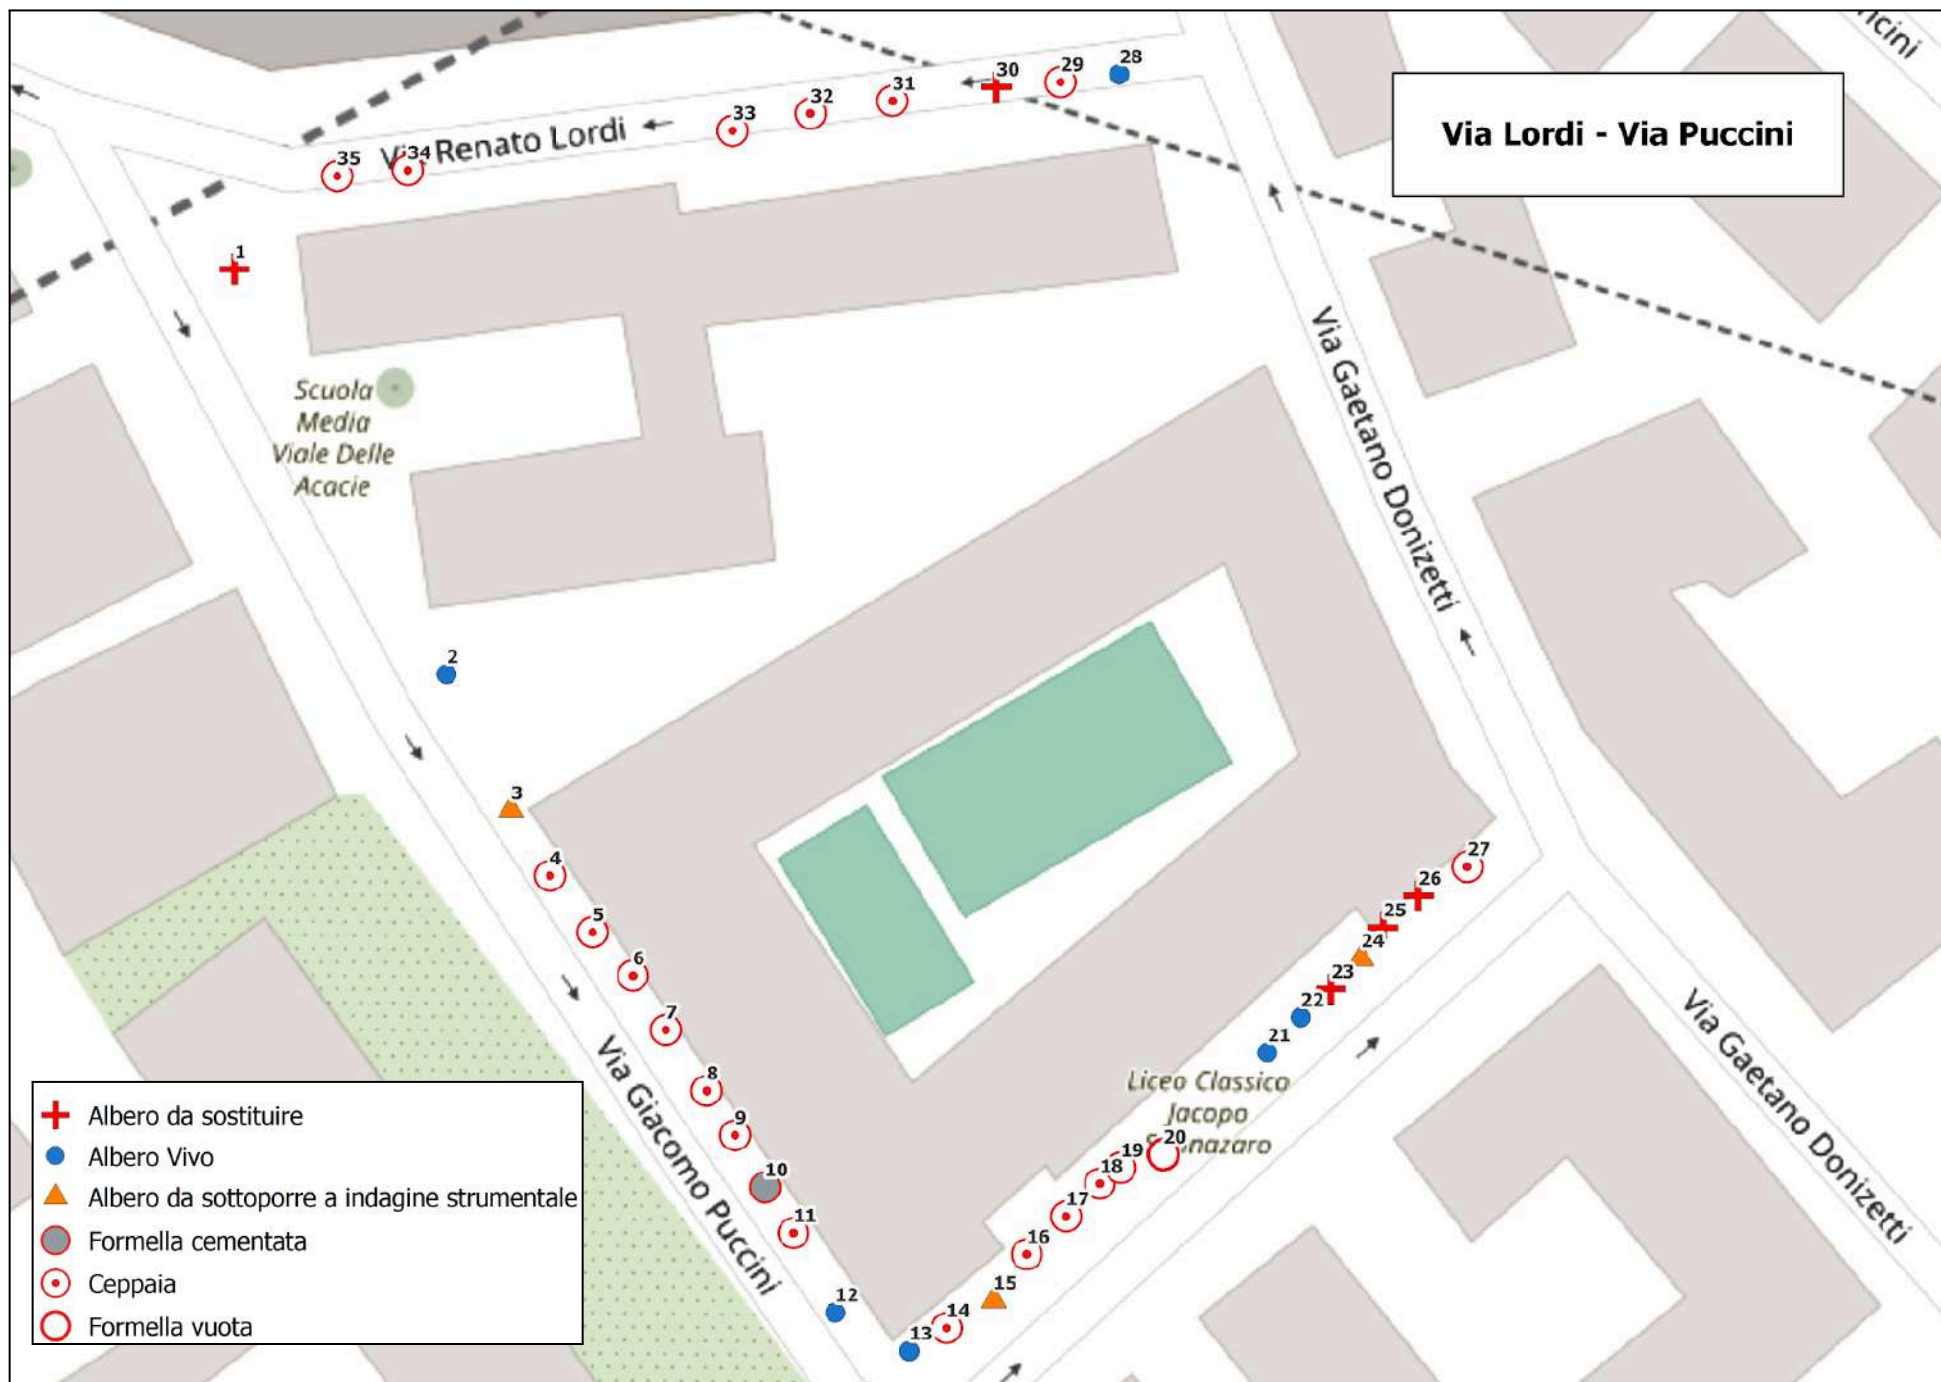 ricini
28
29
30
31
32
33
34
35
Via Renato Lordi
Via Lordi - Via Puccini
1
Scuola
Media
Viale Delle
Acacie
Via Gaetano Donizetti
2
3
4
5
6
7
8
9
10
11
12
13
14
15
16
17
18
19
20
21
22
23
24
25
26
27
Via Giacomo Puccini
Liceo Classico
Jacopo
Via Gaetano Donizetti
Albero da sostituire
Albero Vivo
Albero da sottoporre a indagine strumentale
Formella cementata
Ceppaia
Formella vuota